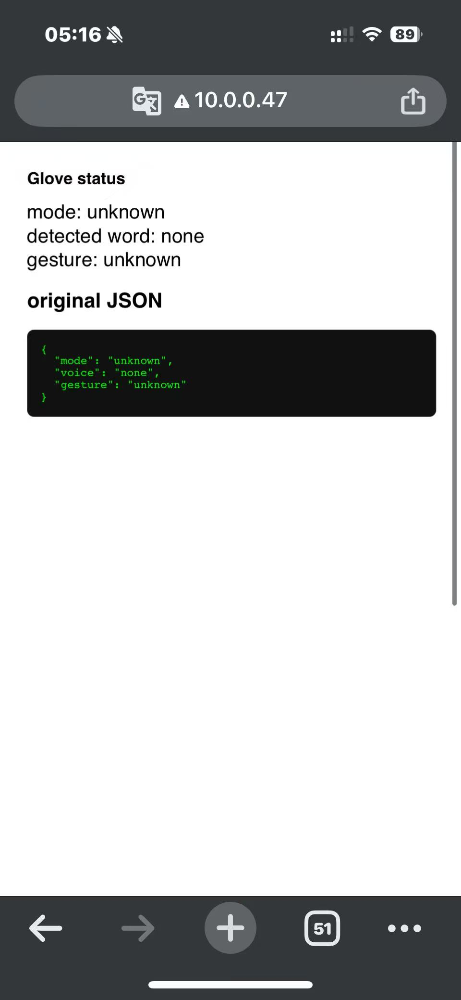 05:16
89
10.0.0.47
Glove status
mode: unknown
detected word: none
gesture: unknown
original JSON
{
"mode": "unknown",
"voice": "none",
"gesture": "unknown"
}
51